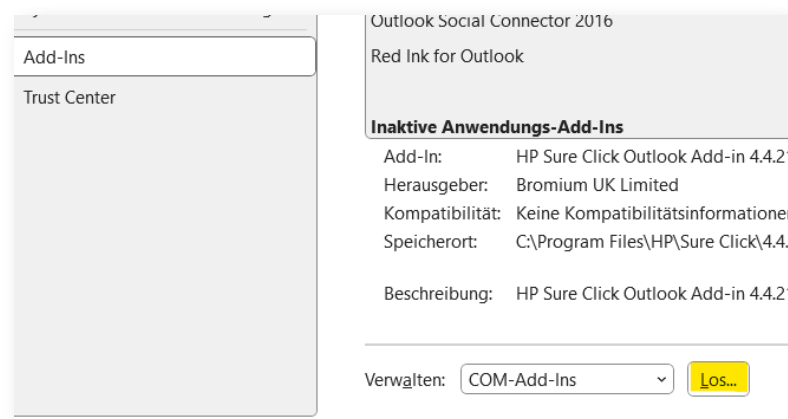 Outlook Social Connector 2016
Add-Ins
Red Ink for Outlook
Trust Center
Inaktive Anwendungs-Add-Ins
Add-In: HP Sure Click Outlook Add-in 4.4.2
Herausgeber: Bromium UK Limited
Kompatibilität: Keine Kompatibilitätsinformatione
Speicherort: C:\Program Files\HP\Sure Click\4.4.
Beschreibung: HP Sure Click Outlook Add-in 4.4.2
Verwalten: COM-Add-Ins Los...